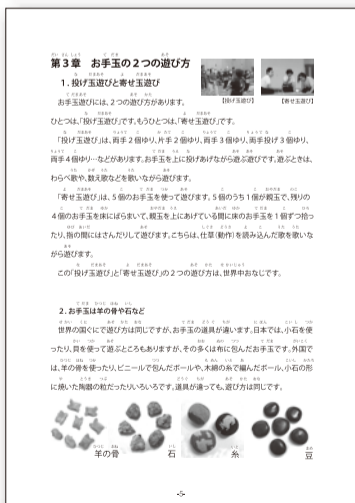 第3章　お手玉の2つの遊び方
1．投げ玉遊びと寄せ玉遊び
お手玉遊びには、2つの遊び方があります。
【投げ玉遊び】　【寄せ玉遊び】
ひとつは、「投げ玉遊び」です。もうひとつは、「寄せ玉遊び」です。
「投げ玉遊び」は、両手2個ゆり、片手2個ゆり、両手3個ゆり、両手投げ3個ゆり、
両手4個ゆり…などがあります。お手玉を上に投げあげながら遊ぶ遊びです。遊ぶときは、
わらべ歌や、数え歌などを歌いながら遊びます。
「寄せ玉遊び」は、5個のお手玉を使って遊びます。5個のうち1個が親玉で、残りの
4個のお手玉を床にばらまいて、親玉を上にあげている間に床のお手玉を1個ずつ拾っ
たり、指の間にはさんだりして遊びます。こちらは、仕草（動作）を読み込んだ歌を歌いな
がら遊びます。
この「投げ玉遊び」と「寄せ玉遊び」の2つの遊び方は、世界中おなじです。
2．お手玉は羊の骨や石など
世界の国ぐにで遊び方は同じですが、お手玉の道具が違います。日本では、小石を使
ったり、貝を使って遊ぶところもありますが、その多くは布に包んだお手玉です。外国で
は、羊の骨を使ったり、ビニールで包んだボールや、木綿の糸で編んだボール、小石の形
に焼いた陶器の粒だったりいろいろです。道具が違っても、遊び方は同じです。
羊の骨　石　糸　豆
-5-